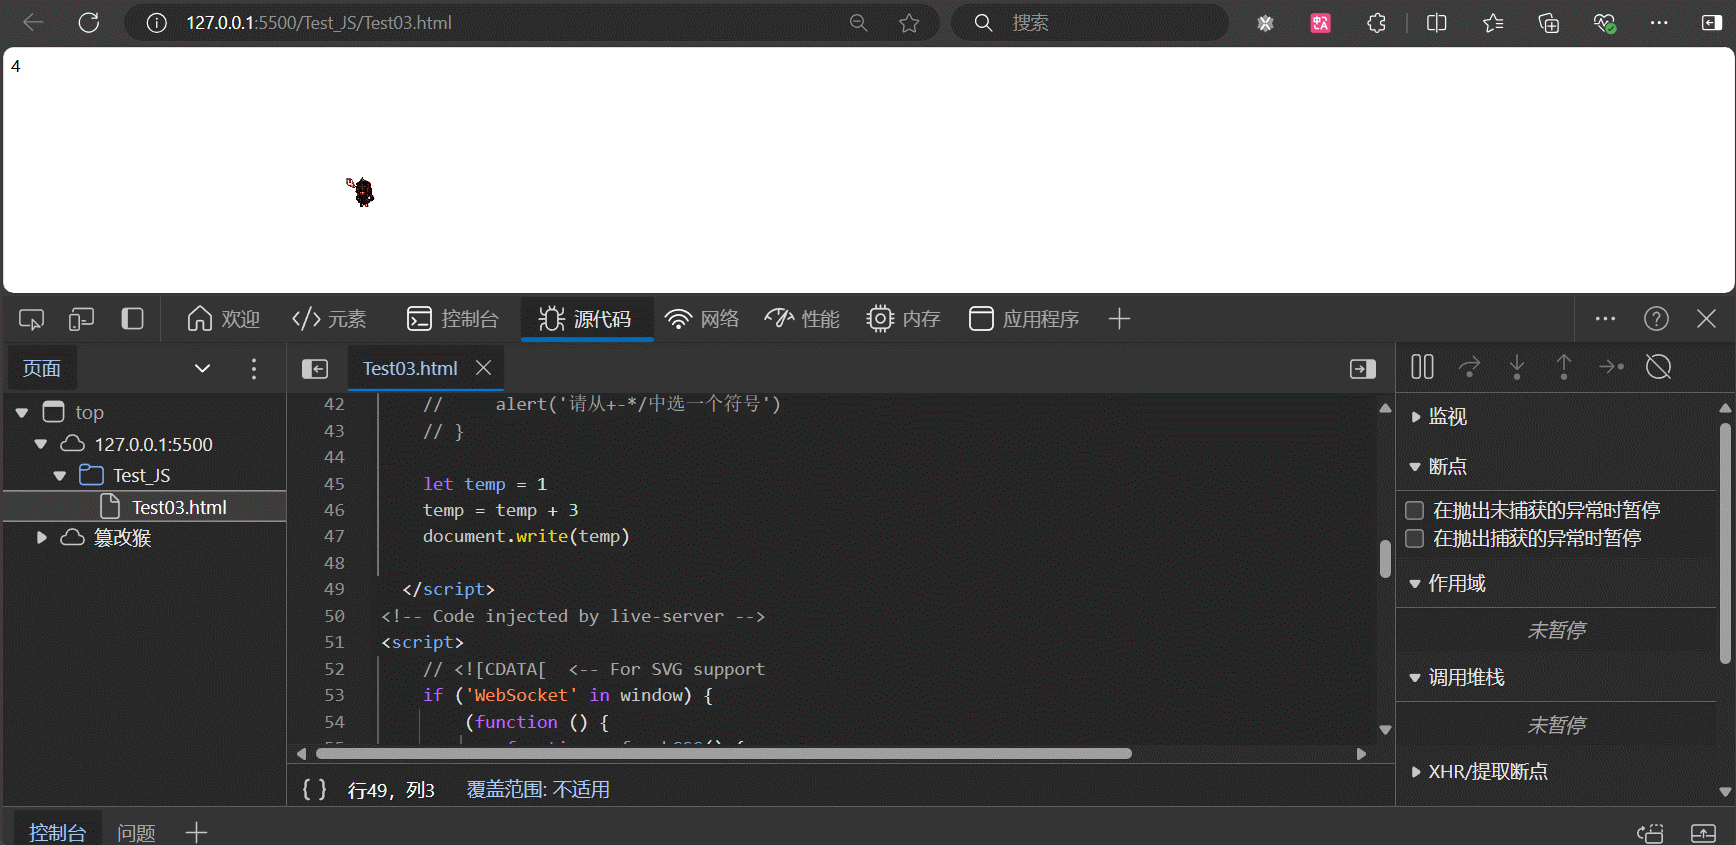 127.0.0.1:5500/Test_JS/Test03.html
搜索
4
欢迎
元素
控制台
源代码
网络
性能
内存
应用程序
页面
top
127.0.0.1:5500
Test_JS
Test03.html
篡改猴
Test03.html
42 //     alert('请从+-*/中选一个符号')
43 // }
44
45 let temp = 1
46 temp = temp + 3
47 document.write(temp)
48
49 </script>
50 <!-- Code injected by live-server -->
51 <script>
52 // <![CDATA[  <-- For SVG support
53 if ('WebSocket' in window) {
54 (function () {
行49，列3
覆盖范围: 不适用
监视
断点
在抛出未捕获的异常时暂停
在抛出捕获的异常时暂停
作用域
未暂停
调用堆栈
未暂停
XHR/提取断点
控制台
问题